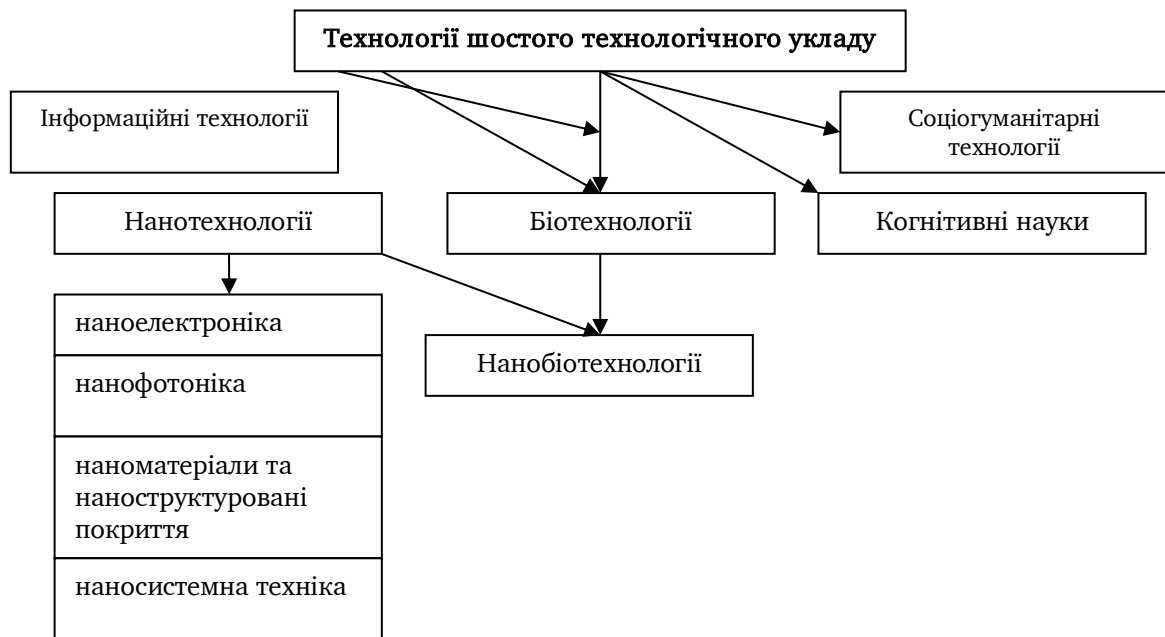 Технології шостого технологічного укладу
Інформаційні технології
Соціогуманітарні
технології
Нанотехнології
Біотехнології
Когнітивні науки
наноелектроніка
Нанобіотехнології
нанофотоніка
наноматеріали та
наноструктуровані
покриття
наносистемна техніка